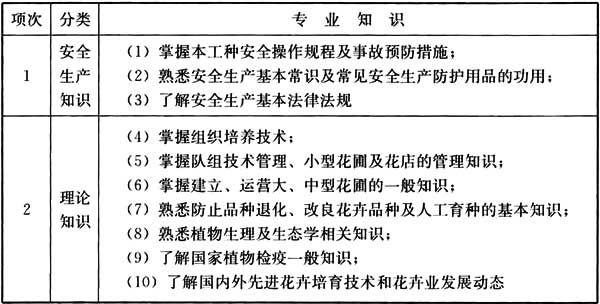 项次 分类 专业知识
1 安全生产知识 （1）掌握本工种安全操作规程及事故预防措施；
（2）熟悉安全生产基本常识及常见安全生产防护用品的功用；
（3）了解安全生产基本法律法规
2 理论知识 （4）掌握组织培养技术；
（5）掌握队组技术管理、小型花圃及花店的管理知识；
（6）掌握建立、运营大、中型花圃的一般知识；
（7）熟悉防止品种退化、改良花卉品种及人工育种的基本知识；
（8）熟悉植物生理及生态学相关知识；
（9）了解国家植物检疫一般知识；
（10）了解国内外先进花卉培育技术和花卉业发展动态